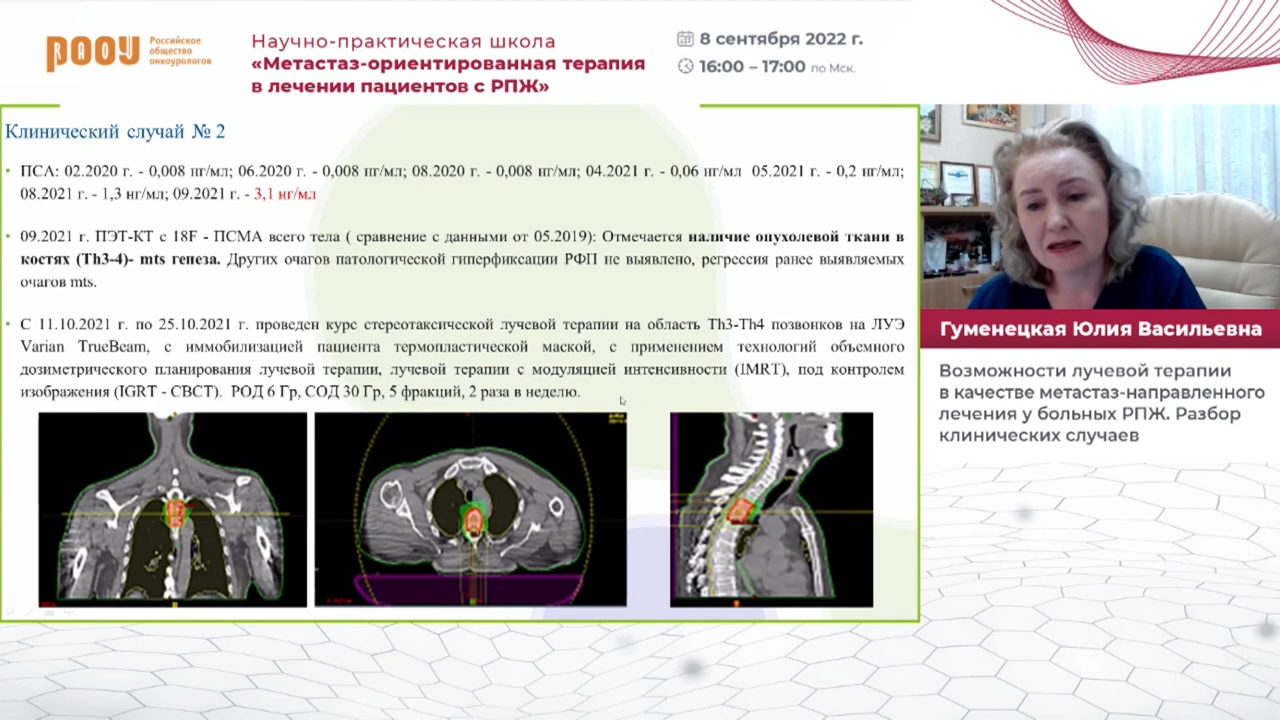 РАОУ
Российское
общество
онкоурологов
Научно-практическая школа
«Метастаз-ориентированная терапия
в лечении пациентов с РПЖ»
8 сентября 2022 г.
16:00 – 17:00 по Мск.
Клинический случай № 2
• ПСА: 02.2020 г. - 0,008 нг/мл; 06.2020 г. - 0,008 нг/мл; 08.2020 г. - 0,008 нг/мл; 04.2021 г. - 0,06 нг/мл 05.2021 г. - 0,2 нг/мл;
08.2021 г. - 1,3 нг/мл; 09.2021 г. - 3,1 нг/мл
• 09.2021 г. ПЭТ-КТ с 18F - ПСМА всего тела ( сравнение с данными от 05.2019): Отмечается наличие опухолевой ткани в
костях (Th3-4)- mts генеза. Других очагов патологической гиперфиксации РФП не выявлено, регрессия ранее выявляемых
очагов mts.
• С 11.10.2021 г. по 25.10.2021 г. проведен курс стереотаксической лучевой терапии на область Th3-Th4 позвонков на ЛУЭ
Varian TrueBeam, с иммобилизацией пациента термопластической маской, с применением технологий объемного
дозиметрического планирования лучевой терапии, лучевой терапии с модуляцией интенсивности (IMRT), под контролем
изображения (IGRT - CBCT). РОД 6 Гр, СОД 30 Гр, 5 фракций, 2 раза в неделю.
Гуменецкая Юлия Васильевна
Возможности лучевой терапии
в качестве метастаз-направленного
лечения у больных РПЖ. Разбор
клинических случаев